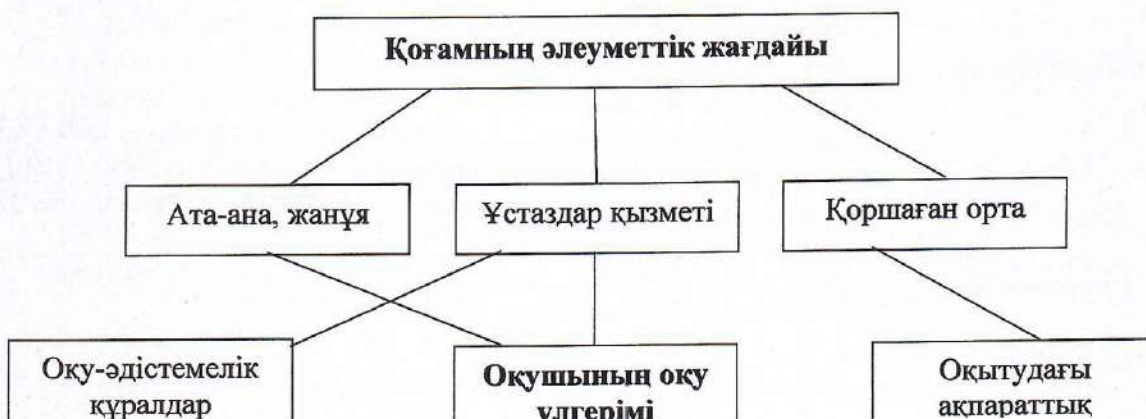 Қоғамның әлеуметтік жағдайы
Ата-ана, жанұя
Ұстаздар қызметі
Қоршаған орта
Оқу-әдістемелік
құралдар
Оқушының оқу
үлгерімі
Оқытудағы
ақпараттық